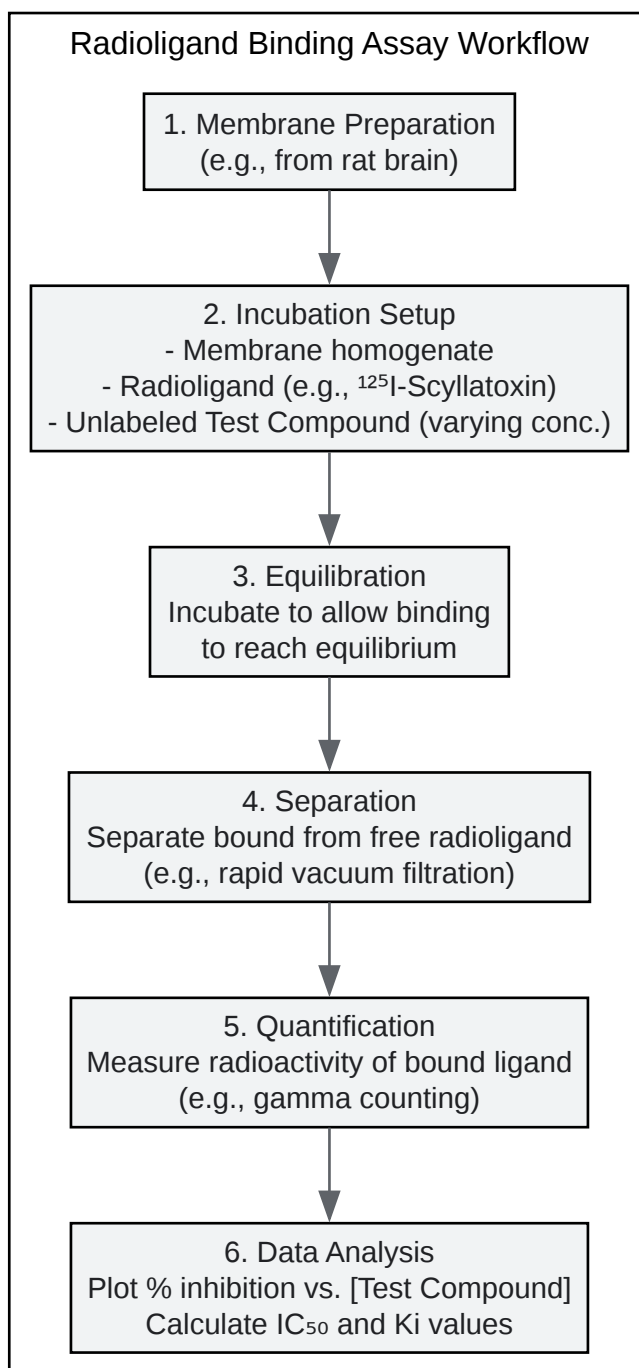 Radioligand Binding Assay Workflow
1. Membrane Preparation
(e.g., from rat brain)
2. Incubation Setup
- Membrane homogenate
- Radioligand (e.g., ¹²⁵I-Scyllatoxin)
- Unlabeled Test Compound (varying conc.)
3. Equilibration
Incubate to allow binding
to reach equilibrium
4. Separation
Separate bound from free radioligand
(e.g., rapid vacuum filtration)
5. Quantification
Measure radioactivity of bound ligand
(e.g., gamma counting)
6. Data Analysis
Plot % inhibition vs. [Test Compound]
Calculate IC₅₀ and Ki values